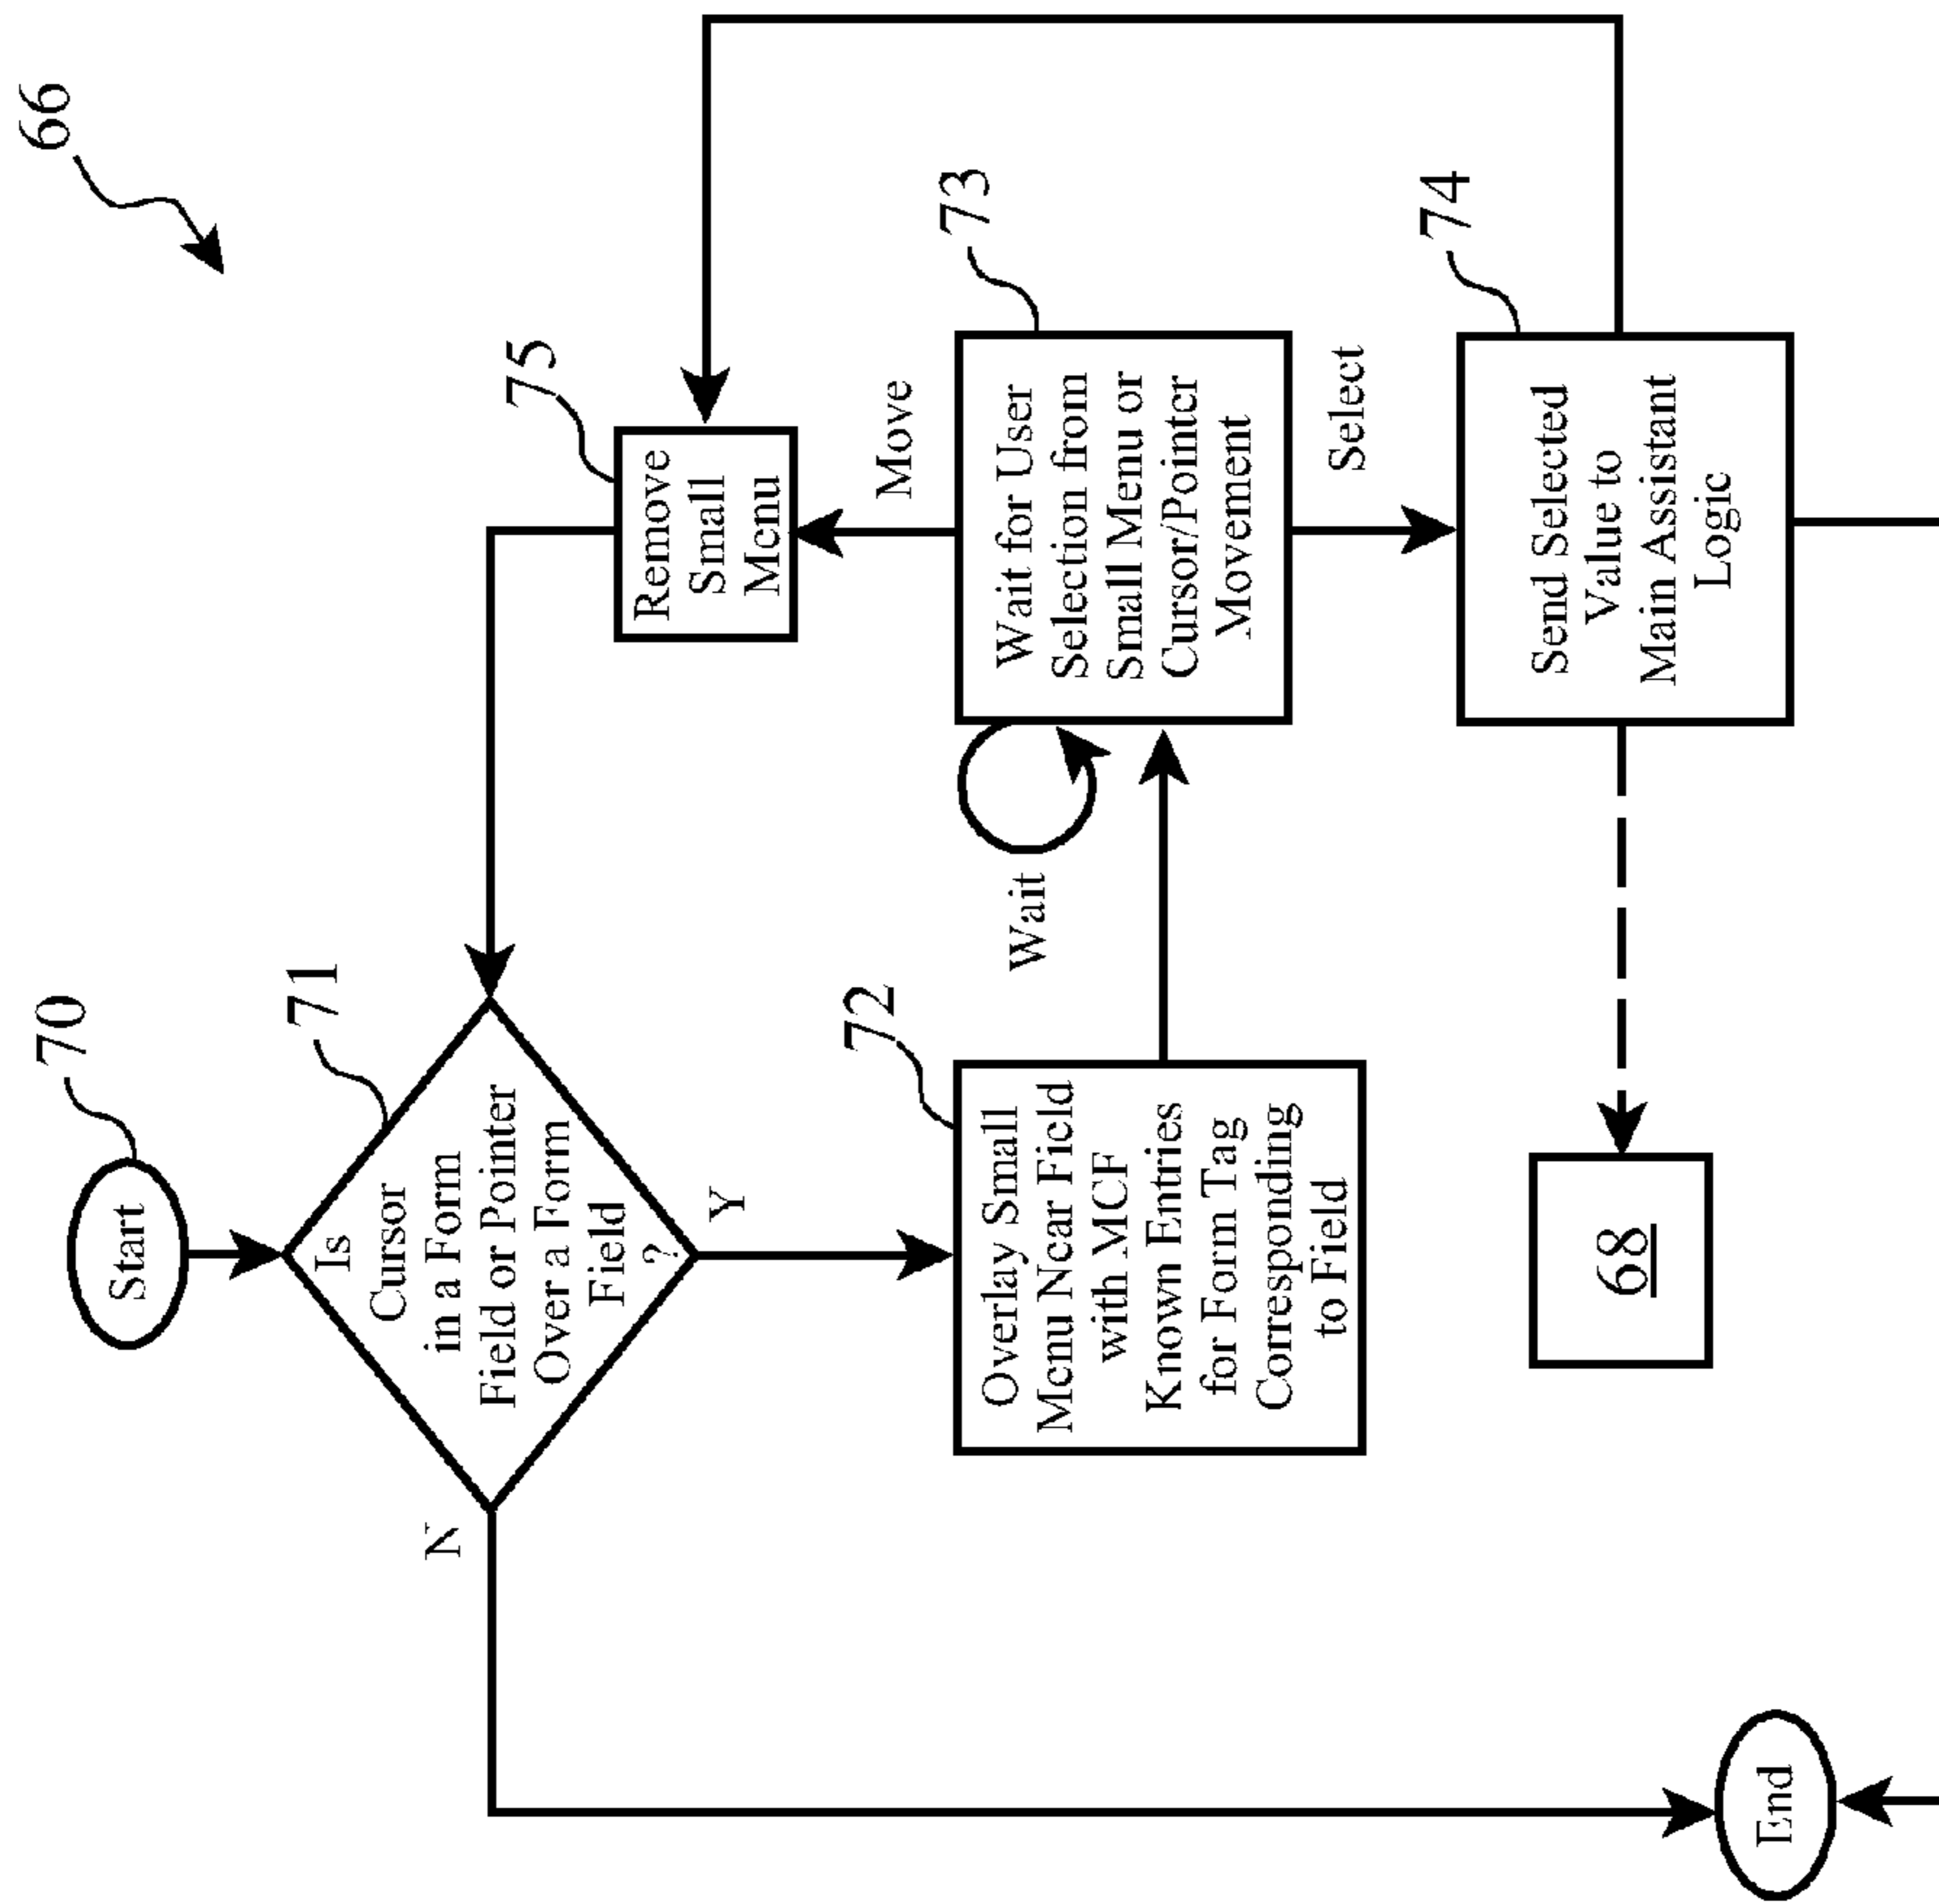 66
70
Start
71
Is
Cursor
in a Form
Field or Pointer
Over a Form
Field
?
N
Y
75
Remove
Small
Menu
Move
72
Overlay Small
Menu Near Field
with MCF
Known Entries
for Form Tag
Corresponding
to Field
Wait
73
Wait for User
Selection from
Small Menu or
Cursor/Pointer
Movement
Select
74
Send Selected
Value to
Main Assistant
Logic
68
End